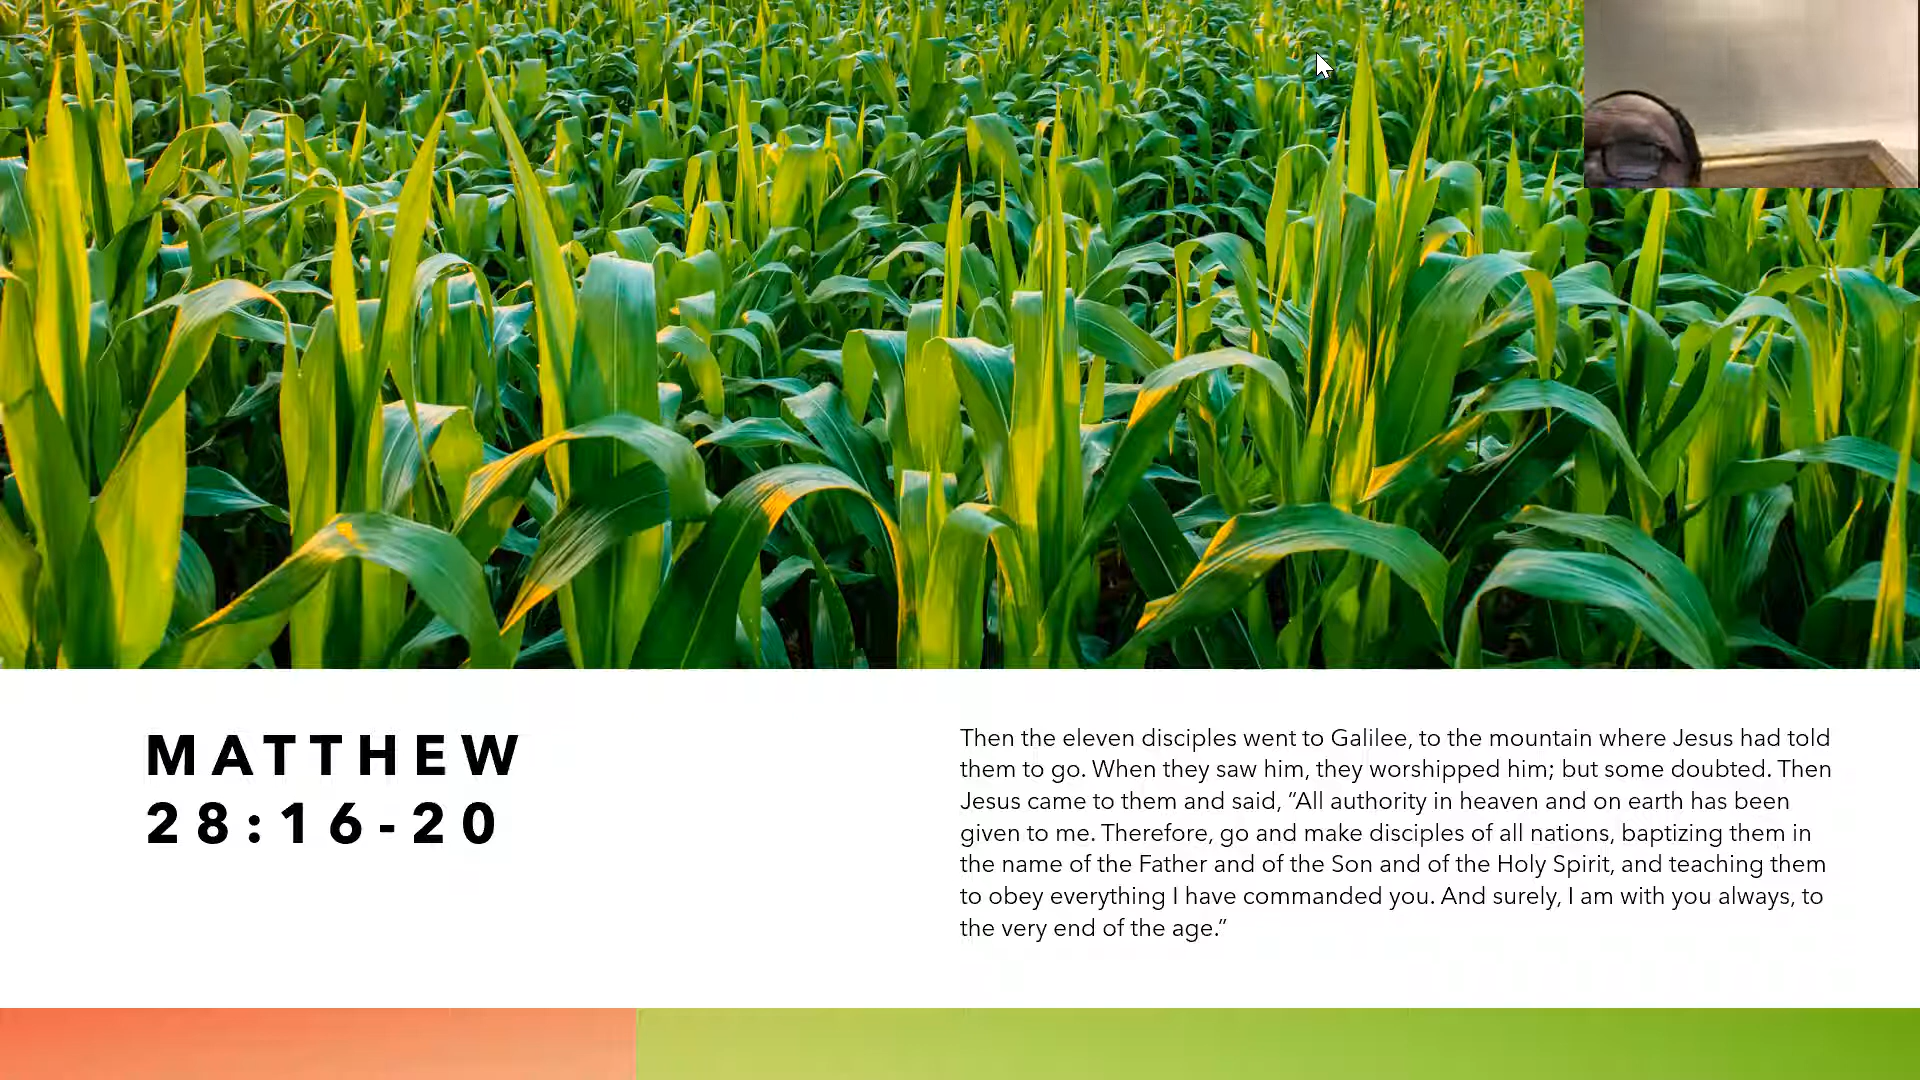 MATTHEW
28:16-20
Then the eleven disciples went to Galilee, to the mountain where Jesus had told
them to go. When they saw him, they worshipped him; but some doubted. Then
Jesus came to them and said, “All authority in heaven and on earth has been
given to me. Therefore, go and make disciples of all nations, baptizing them in
the name of the Father and of the Son and of the Holy Spirit, and teaching them
to obey everything I have commanded you. And surely, I am with you always, to
the very end of the age.”